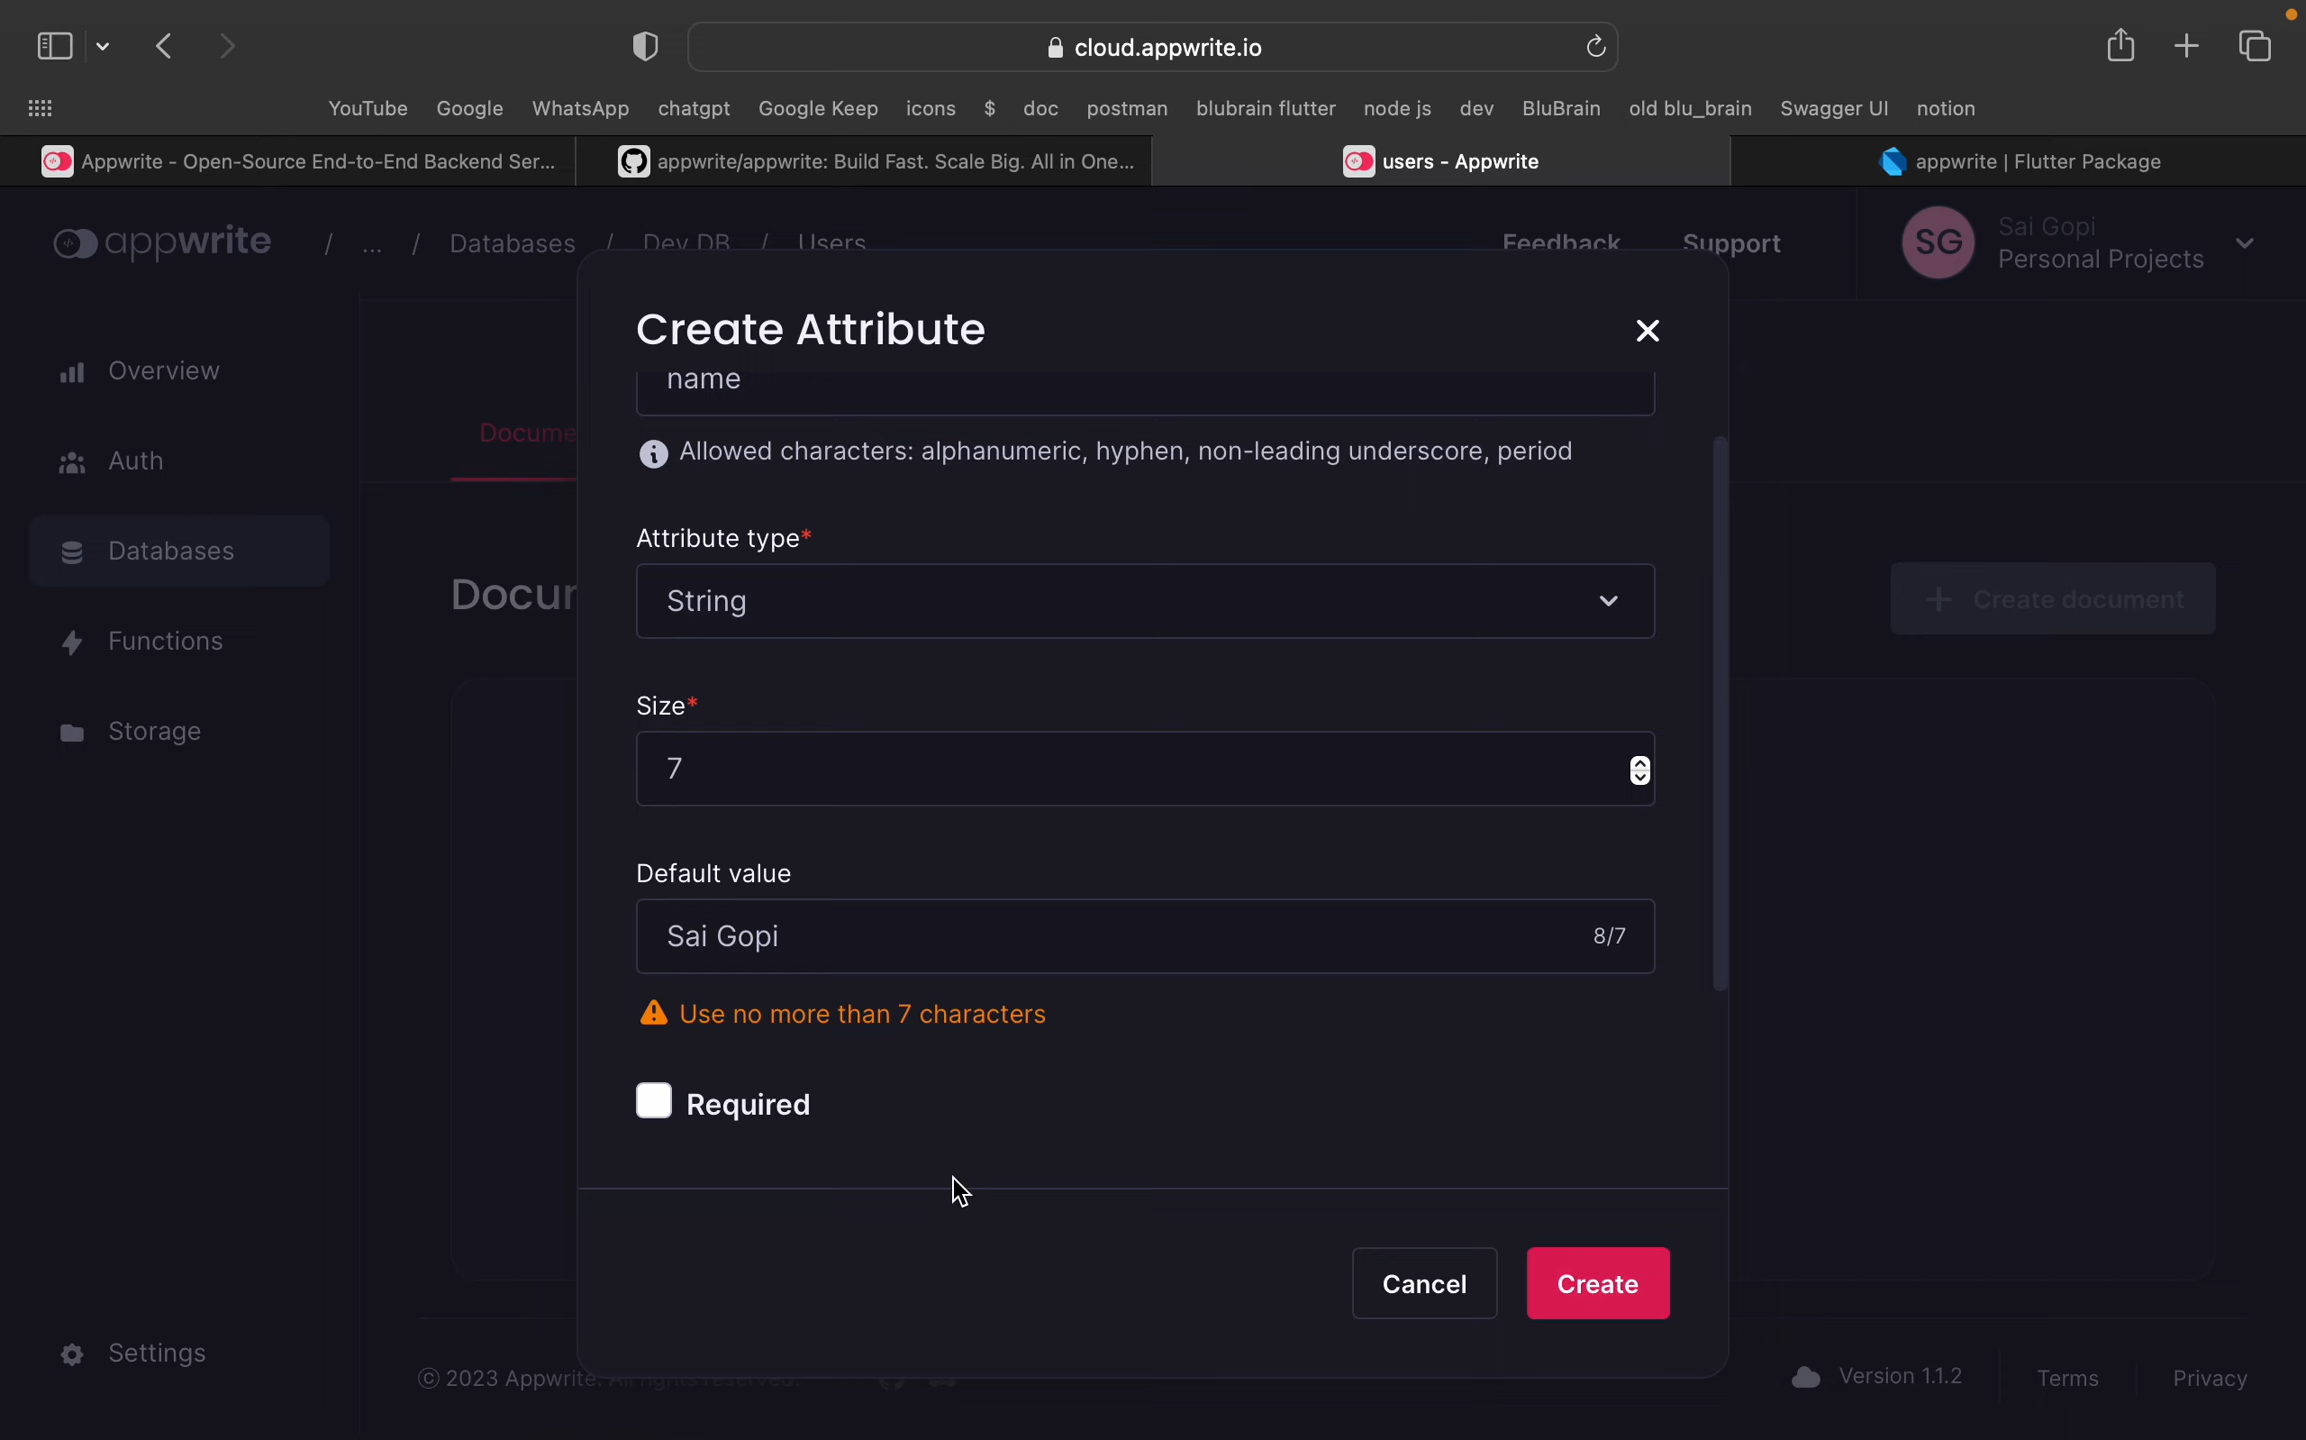 cloud.appwrite.io
YouTube Google WhatsApp chatgpt Google Keep icons $ doc postman blubrain flutter node js dev BluBrain old blu_brain Swagger UI notion
Appwrite - Open-Source End-to-End Backend Ser...
appwrite/appwrite: Build Fast. Scale Big. All in One...
users - Appwrite
appwrite | Flutter Package
appwrite / ... / Databases / Dev DB / Users
Feedback Support
SG
Sai Gopi
Personal Projects
Overview
Auth
Databases
Functions
Storage
Settings
Docume
Docur
Create document
Create Attribute
name
Allowed characters: alphanumeric, hyphen, non-leading underscore, period
Attribute type*
String
Size*
7
Default value
Sai Gopi 8/7
Use no more than 7 characters
Required
Cancel Create
© 2023 Appwrite. All rights reserved.
Version 1.1.2 Terms Privacy